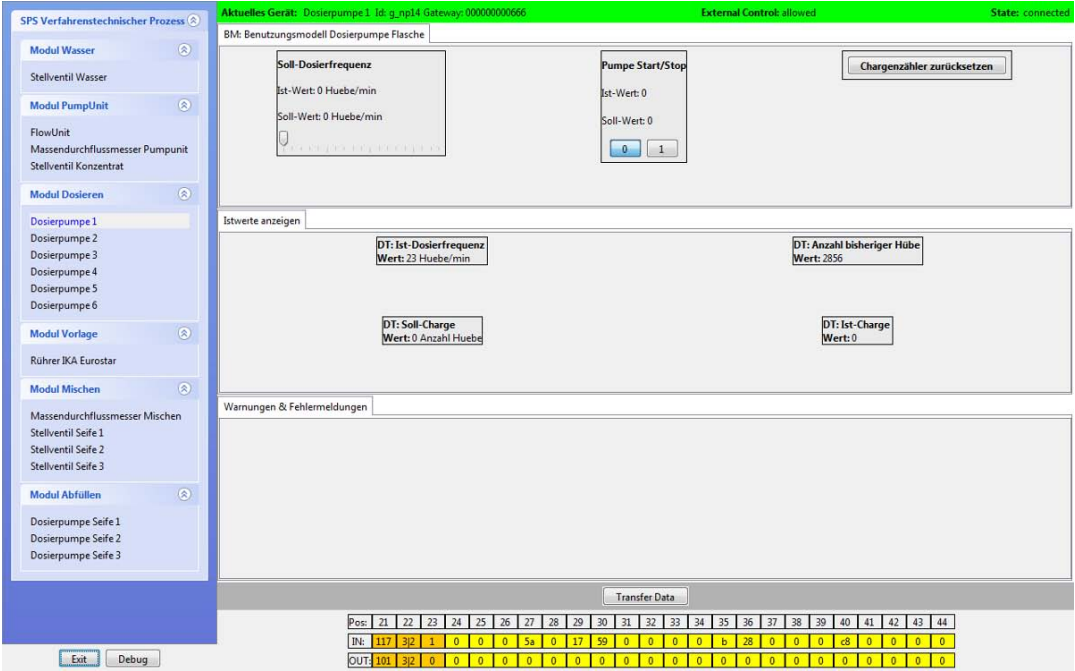 SPS Verfahrenstechnischer Prozess
Modul Wasser
Stellventil Wasser
Modul PumpUnit
FlowUnit
Massendurchflussmesser Pumpunit
Stellventil Konzentrat
Modul Dosieren
Dosierpumpe 1
Dosierpumpe 2
Dosierpumpe 3
Dosierpumpe 4
Dosierpumpe 5
Dosierpumpe 6
Modul Vorlage
Rührer IKA Eurostar
Modul Mischen
Massendurchflussmesser Mischen
Stellventil Seife 1
Stellventil Seife 2
Stellventil Seife 3
Modul Abfüllen
Dosierpumpe Seife 1
Dosierpumpe Seife 2
Dosierpumpe Seife 3
Exit Debug
Aktuelles Gerät: Dosierpumpe 1 Id: g_np14 Gateway: 000000000666 External Control: allowed State: connected
BM: Benutzungsmodell Dosierpumpe Flasche
Soll-Dosierfrequenz
Ist-Wert: 0 Huebe/min
Soll-Wert: 0 Huebe/min
Pumpe Start/Stop
Ist-Wert: 0
Soll-Wert: 0
0 1
Chargenzähler zurücksetzen
Istwerte anzeigen
DT: Ist-Dosierfrequenz
Wert: 23 Huebe/min
DT: Anzahl bisheriger Hübe
Wert: 2856
DT: Soll-Charge
Wert: 0 Anzahl Huebe
DT: Ist-Charge
Wert: 0
Warnungen & Fehlermeldungen
Transfer Data
Pos: 21 22 23 24 25 26 27 28 29 30 31 32 33 34 35 36 37 38 39 40 41 42 43 44
IN: 117 3|2 1 0 0 0 5a 0 17 59 0 0 0 0 b 28 0 0 0 c8 0 0 0 0
OUT: 101 3|2 0 0 0 0 0 0 0 0 0 0 0 0 0 0 0 0 0 0 0 0 0 0